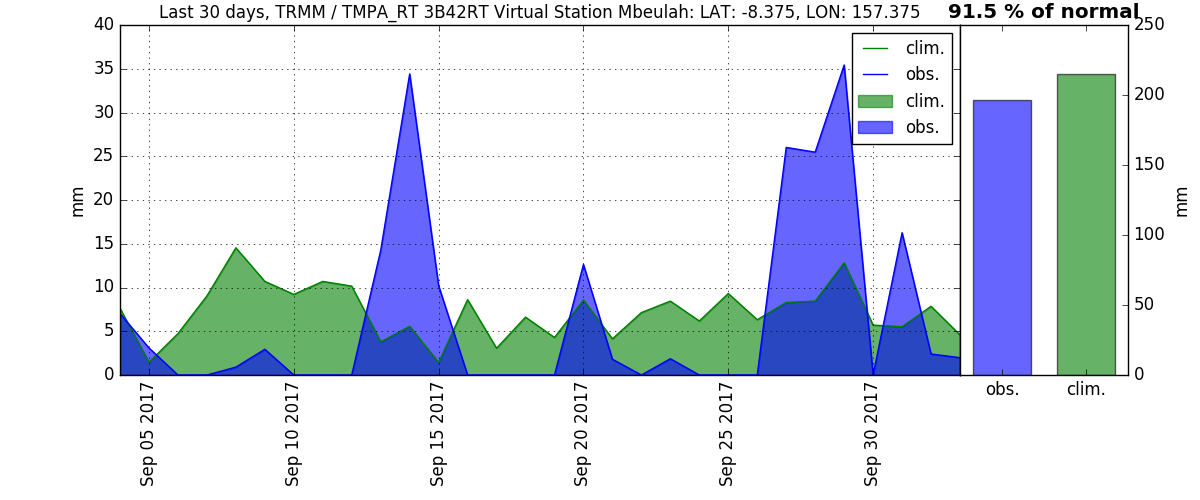 Last 30 days, TRMM / TMPA_RT 3B42RT Virtual Station Mbeulah: LAT: -8.375, LON: 157.375
91.5 % of normal
40
35
30
25
20
15
10
5
0
mm
clim.
obs.
clim.
obs.
Sep 05 2017
Sep 10 2017
Sep 15 2017
Sep 20 2017
Sep 25 2017
Sep 30 2017
250
200
150
100
50
0
mm
obs.
clim.